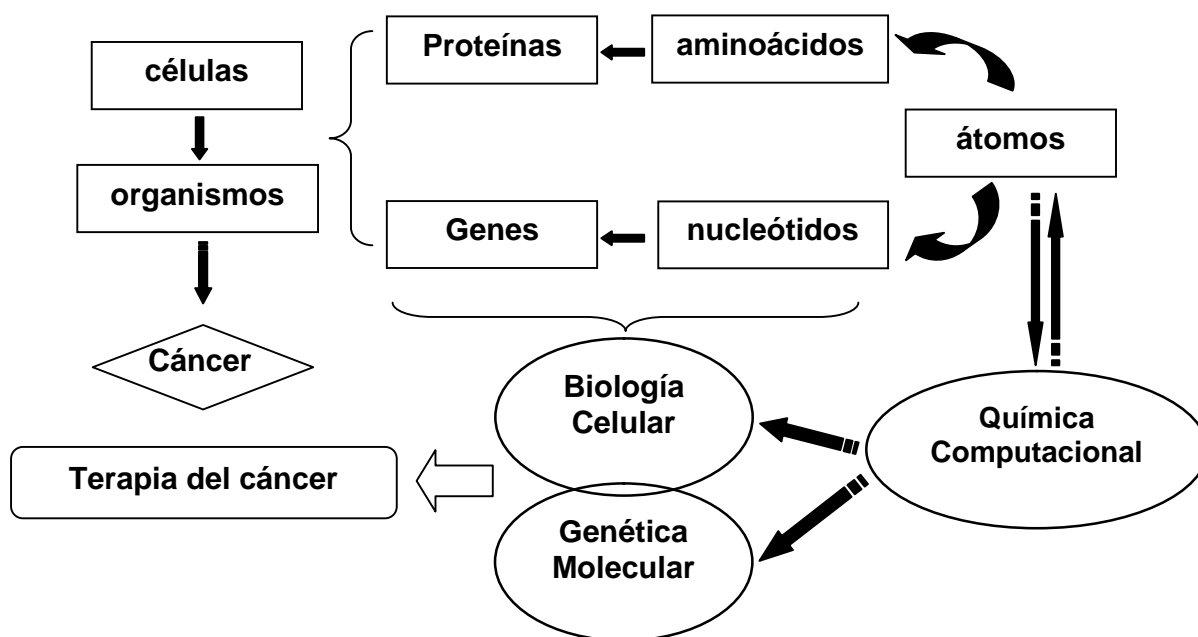 Proteínas
aminoácidos
células
átomos
organismos
Genes
nucleótidos
Cáncer
Biología
Celular
Química
Computacional
Terapia del cáncer
Genética
Molecular